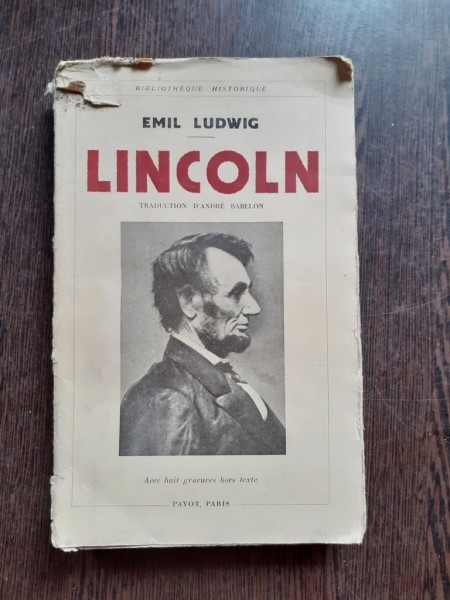 BIBLIOTHÈQUE HISTORIQUE
EMIL LUDWIG
LINCOLN
TRADUCTION D'ANDRÉ BABELON
Avec huit gravures hors texte
PAYOT, PARIS